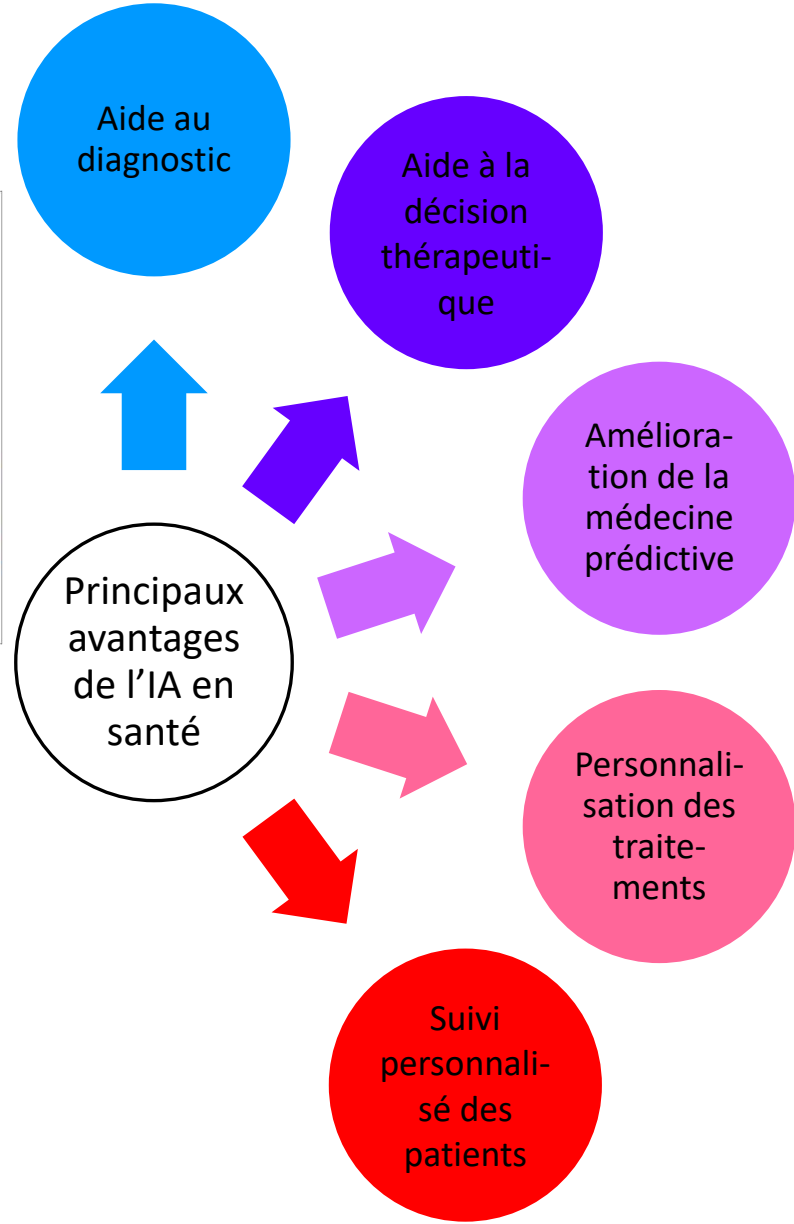 Aide au
diagnostic
Aide à la
décision
thérapeuti-
que
Améliora-
tion de la
médecine
prédictive
Principaux
avantages
de l’IA en
santé
Personnali-
sation des
traite-
ments
Suivi
personnali-
sé des
patients